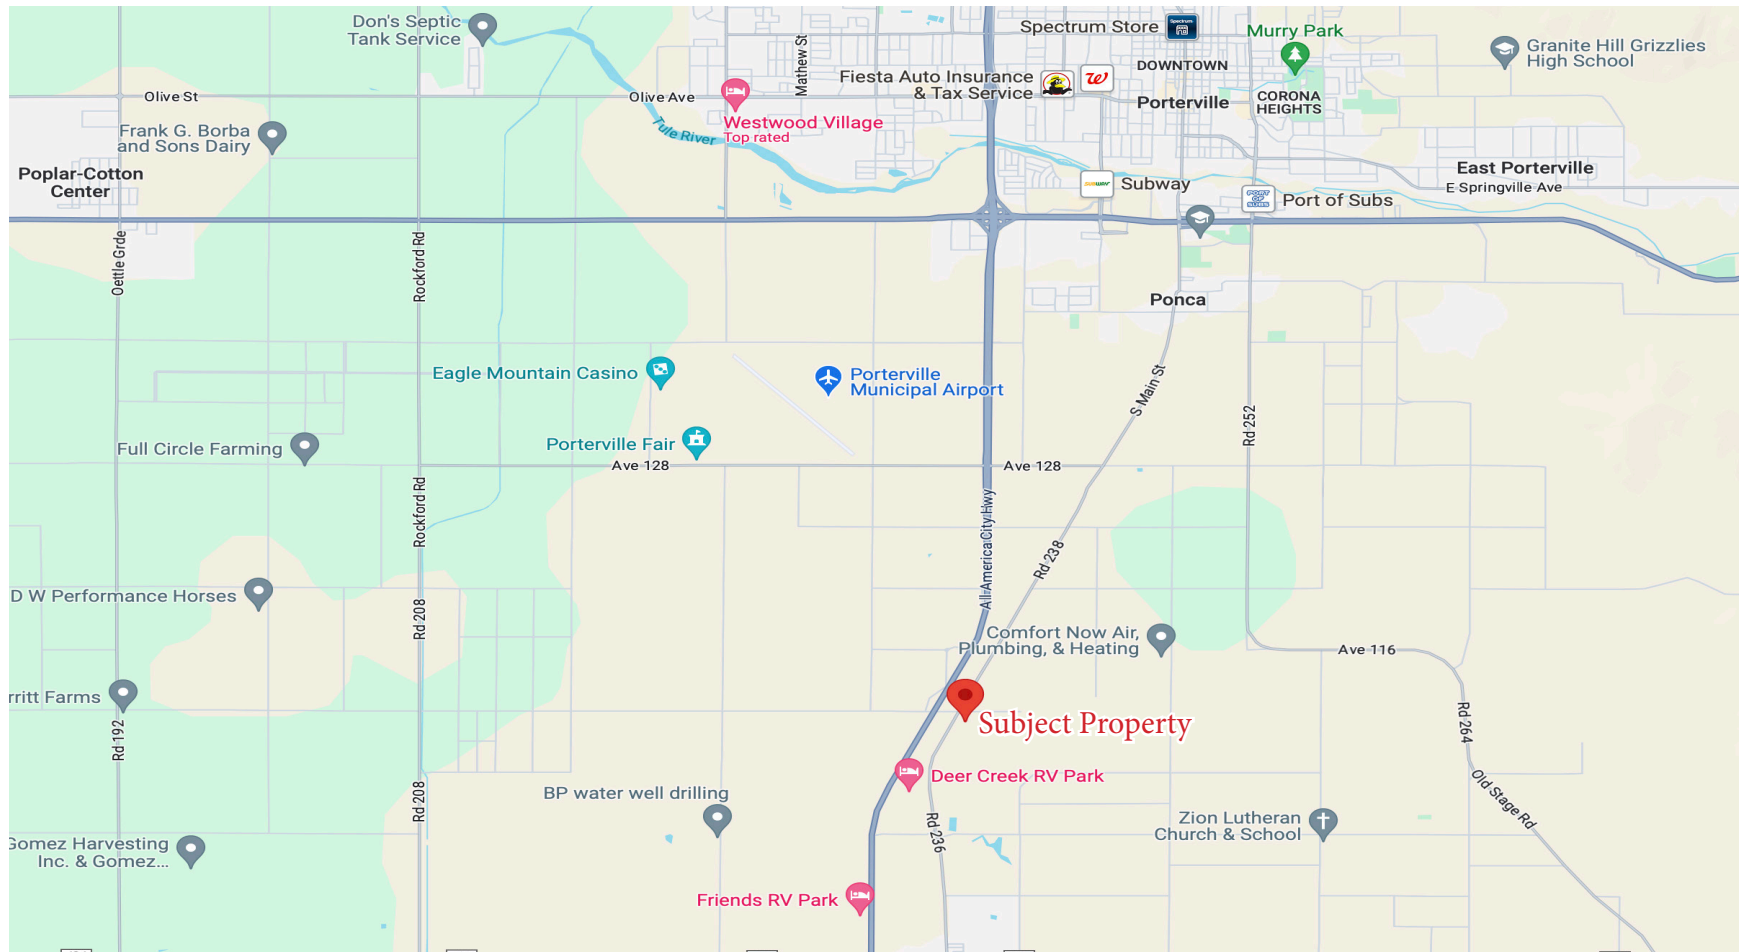 Don's Septic
Tank Service
Spectrum Store
Spectrum
Murry Park
Granite Hill Grizzlies
High School
Mathew St
DOWNTOWN
Fiesta Auto Insurance
& Tax Service
Olive St
Olive Ave
Porterville
CORONA
HEIGHTS
Westwood Village
Top rated
Tule River
Frank G. Borba
and Sons Dairy
Poplar-Cotton
Center
East Porterville
E Springville Ave
SUBWAY
Subway
PORT
OF
SUBS
Port of Subs
Oettle Grde
Rockford Rd
Ponca
Eagle Mountain Casino
Porterville
Municipal Airport
S Main St
Rd 252
Porterville Fair
Full Circle Farming
Ave 128
Ave 128
Rockford Rd
All America City Hwy
Rd 238
D W Performance Horses
Rd 208
Comfort Now Air,
Plumbing, & Heating
Ave 116
rritt Farms
Rd 192
Subject Property
Rd 264
Deer Creek RV Park
Old Stage Rd
BP water well drilling
Rd 208
Rd 236
Zion Lutheran
Church & School
Gomez Harvesting
Inc. & Gomez...
Friends RV Park